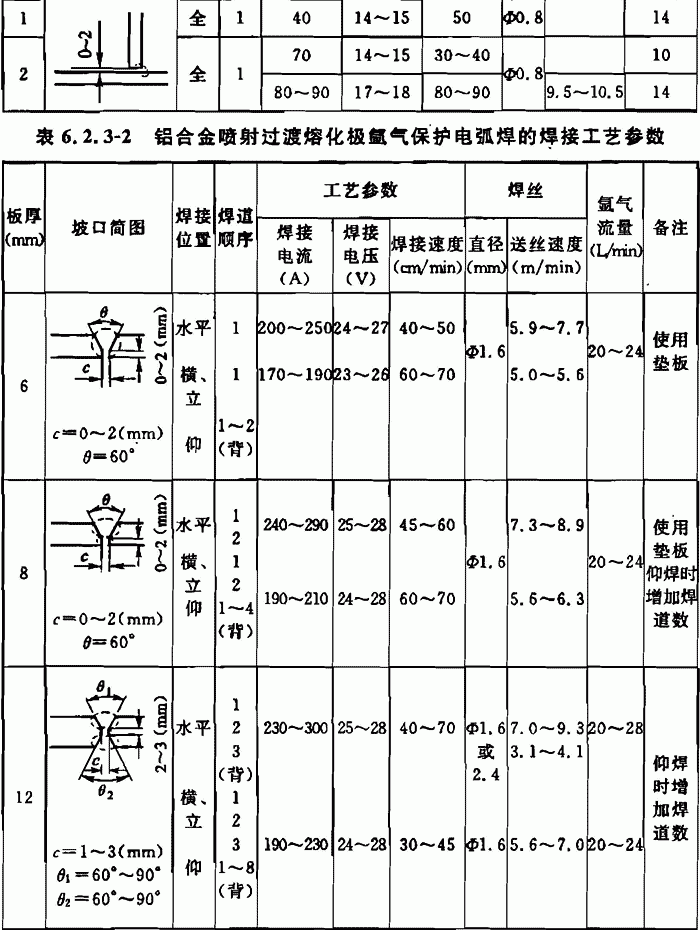 1 全 1 40 14～15 50 Φ0.8 14
0～2
70 14～15 30～40 10
2 全 1 Φ0.8
80～90 17～18 80～90 9.5～10.5 14
表 6.2.3-2 铝合金喷射过渡熔化极氩气保护电弧焊的焊接工艺参数
工艺参数 焊丝
板厚 (mm)
坡口简图
焊接位置
焊道顺序
焊接电流 (A)
焊接电压 (V)
焊接速度 (cm/min)
直径 (mm)
送丝速度 (m/min)
氩气流量 (L/min)
备注
6
θ
0～2 (mm)
c
c=0～2(mm)
θ=60°
水平 1 200～250 24～27 40～50 5.9～7.7
Φ1.6 20～24
使用
垫板
横、 1 170～190 23～26 60～70 5.0～5.6
立
仰 1～2
(背)
8
θ
0～2 (mm)
c
c=0～2(mm)
θ=60°
水平 1
2
240～290 25～28 45～60 7.3～8.9
横、 1
立 2
Φ1.6 20～24
190～210 24～28 60～70 5.6～6.3
仰 1～4
(背)
使用
垫板
仰焊时
增加焊
道数
12
θ₁
2～3 (mm)
c
θ₂
c=1～3(mm)
θ₁=60°～90°
θ₂=60°～90°
1
水平 2 230～300 25～28 40～70 Φ1.6 7.0～9.3 20～28
3 或 3.1～4.1
(背) 2.4
横、 1
立 2
3 190～230 24～28 30～45 Φ1.6 5.6～7.0 20～24
仰 1～8
(背)
仰焊
时增
加焊
道数